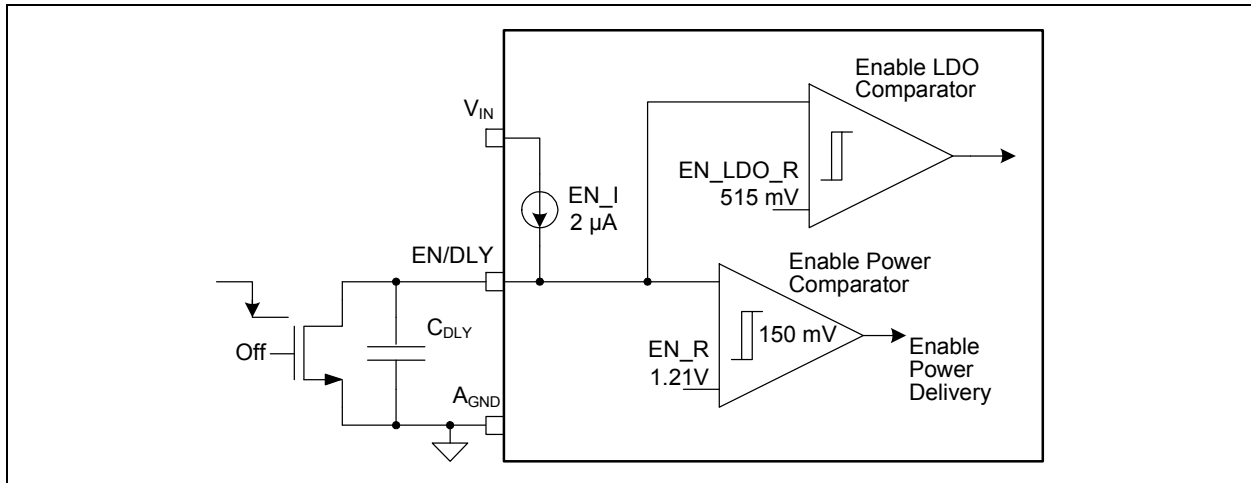 Enable LDO
Comparator
V_IN
EN_LDO_R
515 mV
EN_I
2 µA
EN/DLY
Enable Power
Comparator
C_DLY
150 mV
Off
EN_R
1.21V
Enable
Power
Delivery
A_GND